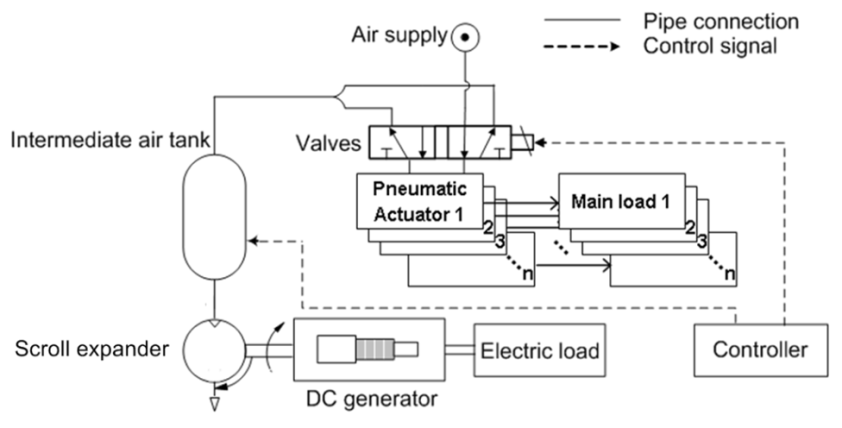 Air supply
Pipe connection
Control signal
Intermediate air tank
Valves
Pneumatic
Actuator 1
2
3
n
Main load 1
2
3
n
Scroll expander
DC generator
Electric load
Controller